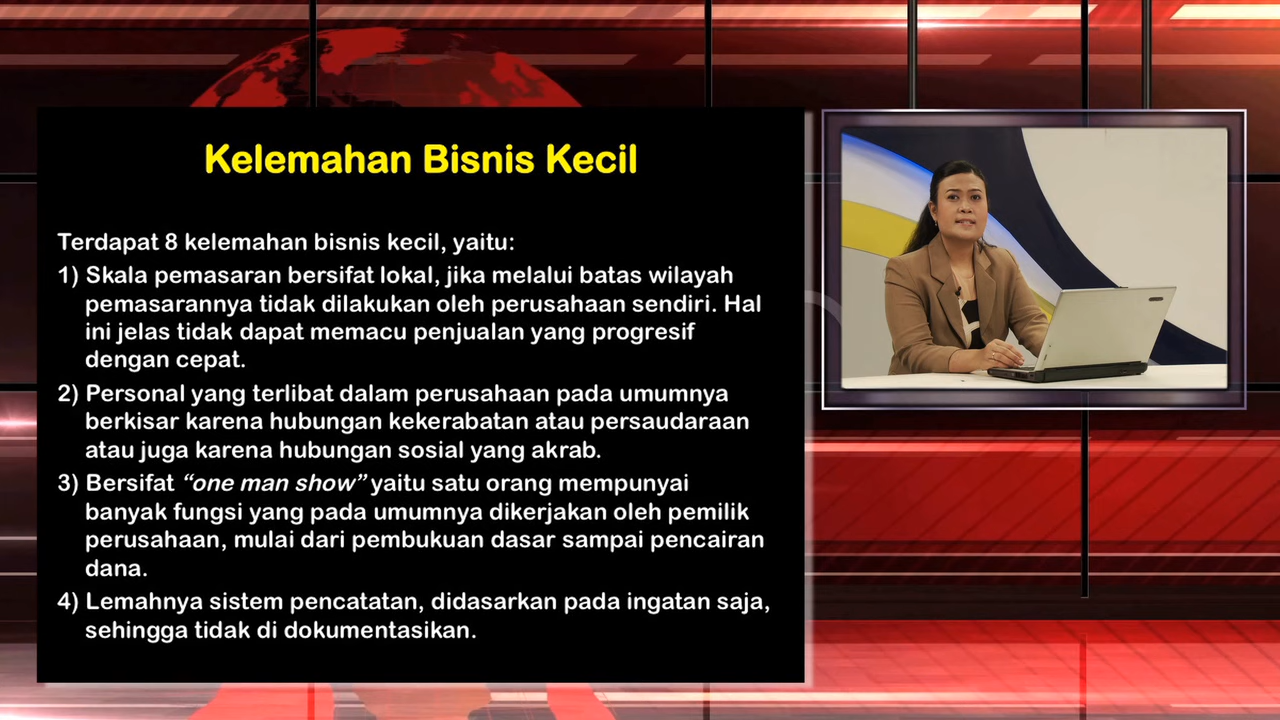 Kelemahan Bisnis Kecil
Terdapat 8 kelemahan bisnis kecil, yaitu:
1) Skala pemasaran bersifat lokal, jika melalui batas wilayah
pemasarannya tidak dilakukan oleh perusahaan sendiri. Hal
ini jelas tidak dapat memacu penjualan yang progresif
dengan cepat.
2) Personal yang terlibat dalam perusahaan pada umumnya
berkisar karena hubungan kekerabatan atau persaudaraan
atau juga karena hubungan sosial yang akrab.
3) Bersifat “one man show” yaitu satu orang mempunyai
banyak fungsi yang pada umumnya dikerjakan oleh pemilik
perusahaan, mulai dari pembukuan dasar sampai pencairan
dana.
4) Lemahnya sistem pencatatan, didasarkan pada ingatan saja,
sehingga tidak di dokumentasikan.